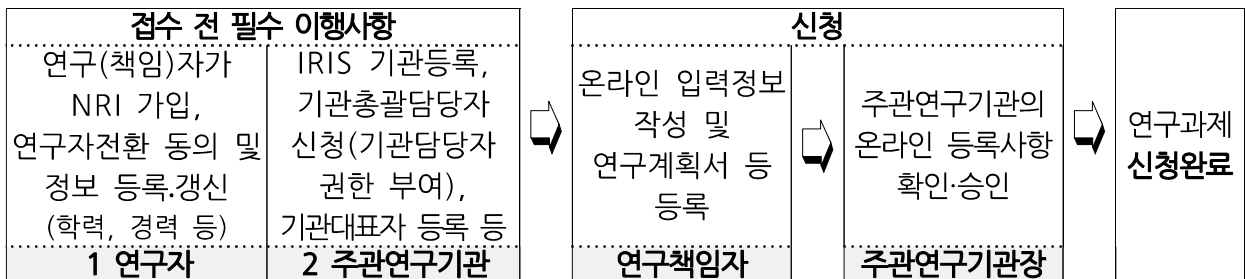 접수 전 필수 이행사항
연구(책임)자가
NRI 가입,
연구자전환 동의 및
정보 등록.갱신
(학력, 경력 등)
1 연구자
IRIS 기관등록,
기관총괄담당자
신청(기관담당자
권한 부여),
기관대표자 등록 등
2 주관연구기관
신청
온라인 입력정보
작성 및
연구계획서 등
등록
연구책임자
주관연구기관의
온라인 등록사항
확인·승인
주관연구기관장
연구과제
신청완료